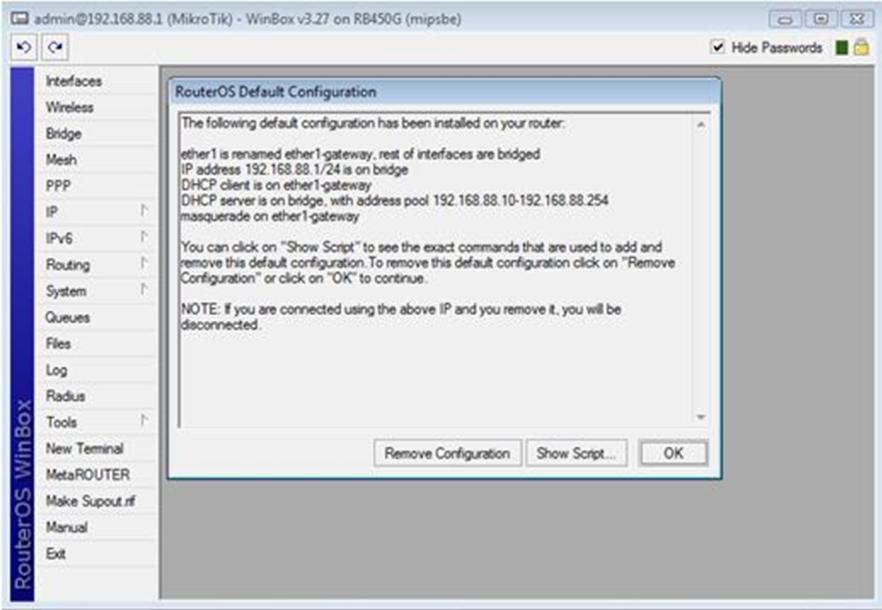 admin@192.168.88.1 (MikroTik) - WinBox v3.27 on RB450G (mipsbe)
Hide Passwords
Interfaces
Wireless
Bridge
Mesh
PPP
IP
IPv6
Routing
System
Queues
Files
Log
Radius
Tools
New Terminal
MetaROUTER
Make Supout.rif
Manual
Exit
RouterOS WinBox
RouterOS Default Configuration
The following default configuration has been installed on your router:
ether1 is renamed ether1-gateway, rest of interfaces are bridged
IP address 192.168.88.1/24 is on bridge
DHCP client is on ether1-gateway
DHCP server is on bridge, with address pool 192.168.88.10-192.168.88.254
masquerade on ether1-gateway
You can click on "Show Script" to see the exact commands that are used to add and
remove this default configuration.To remove this default configuration click on "Remove
Configuration" or click on "OK" to continue.
NOTE: If you are connected using the above IP and you remove it, you will be
disconnected.
Remove Configuration
Show Script...
OK